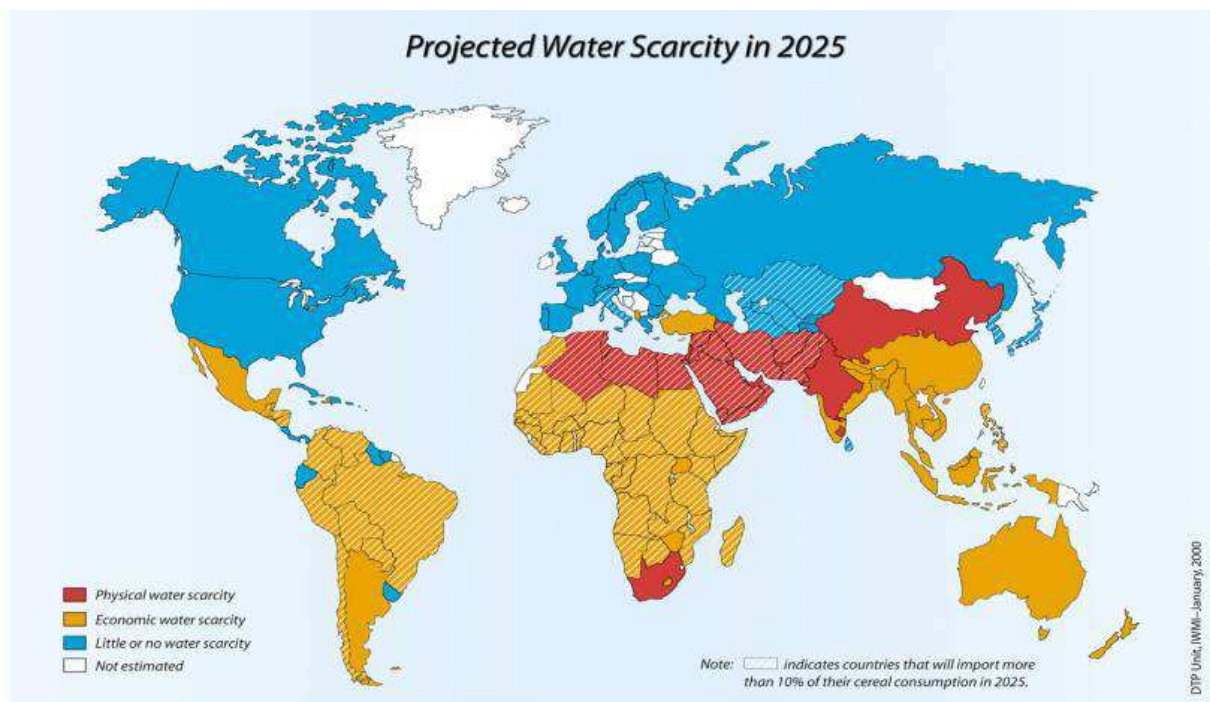 Projected Water Scarcity in 2025
Physical water scarcity
Economic water scarcity
Little or no water scarcity
Not estimated
Note: indicates countries that will import more
than 10% of their cereal consumption in 2025.
DTP Unit, IWMI–January, 2000